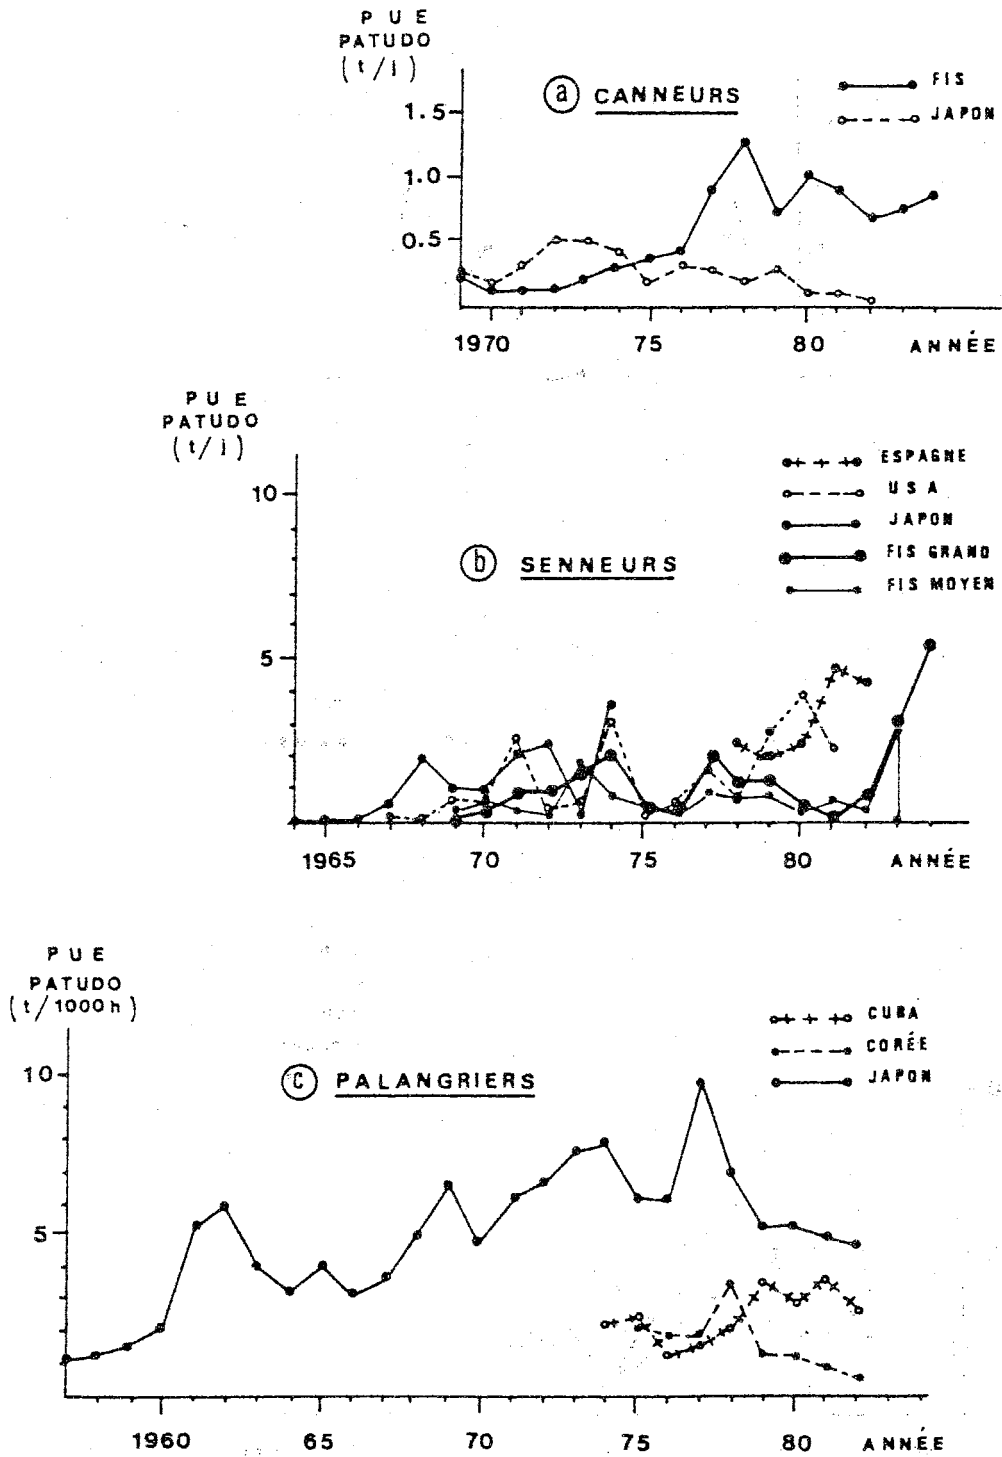 P U E
PATUDO
(t/j)
ⓐ CANNEURS
FIS
JAPON
1.5
1.0
0.5
1970 75 80 ANNÉE
P U E
PATUDO
(t/j)
ESPAGNE
U S A
JAPON
FIS GRAND
FIS MOYEN
10
ⓑ SENNEURS
5
1965 70 75 80 ANNÉE
P U E
PATUDO
(t/1000h)
CUBA
CORÉE
JAPON
10
ⓒ PALANGRIERS
5
1960 65 70 75 80 ANNÉE